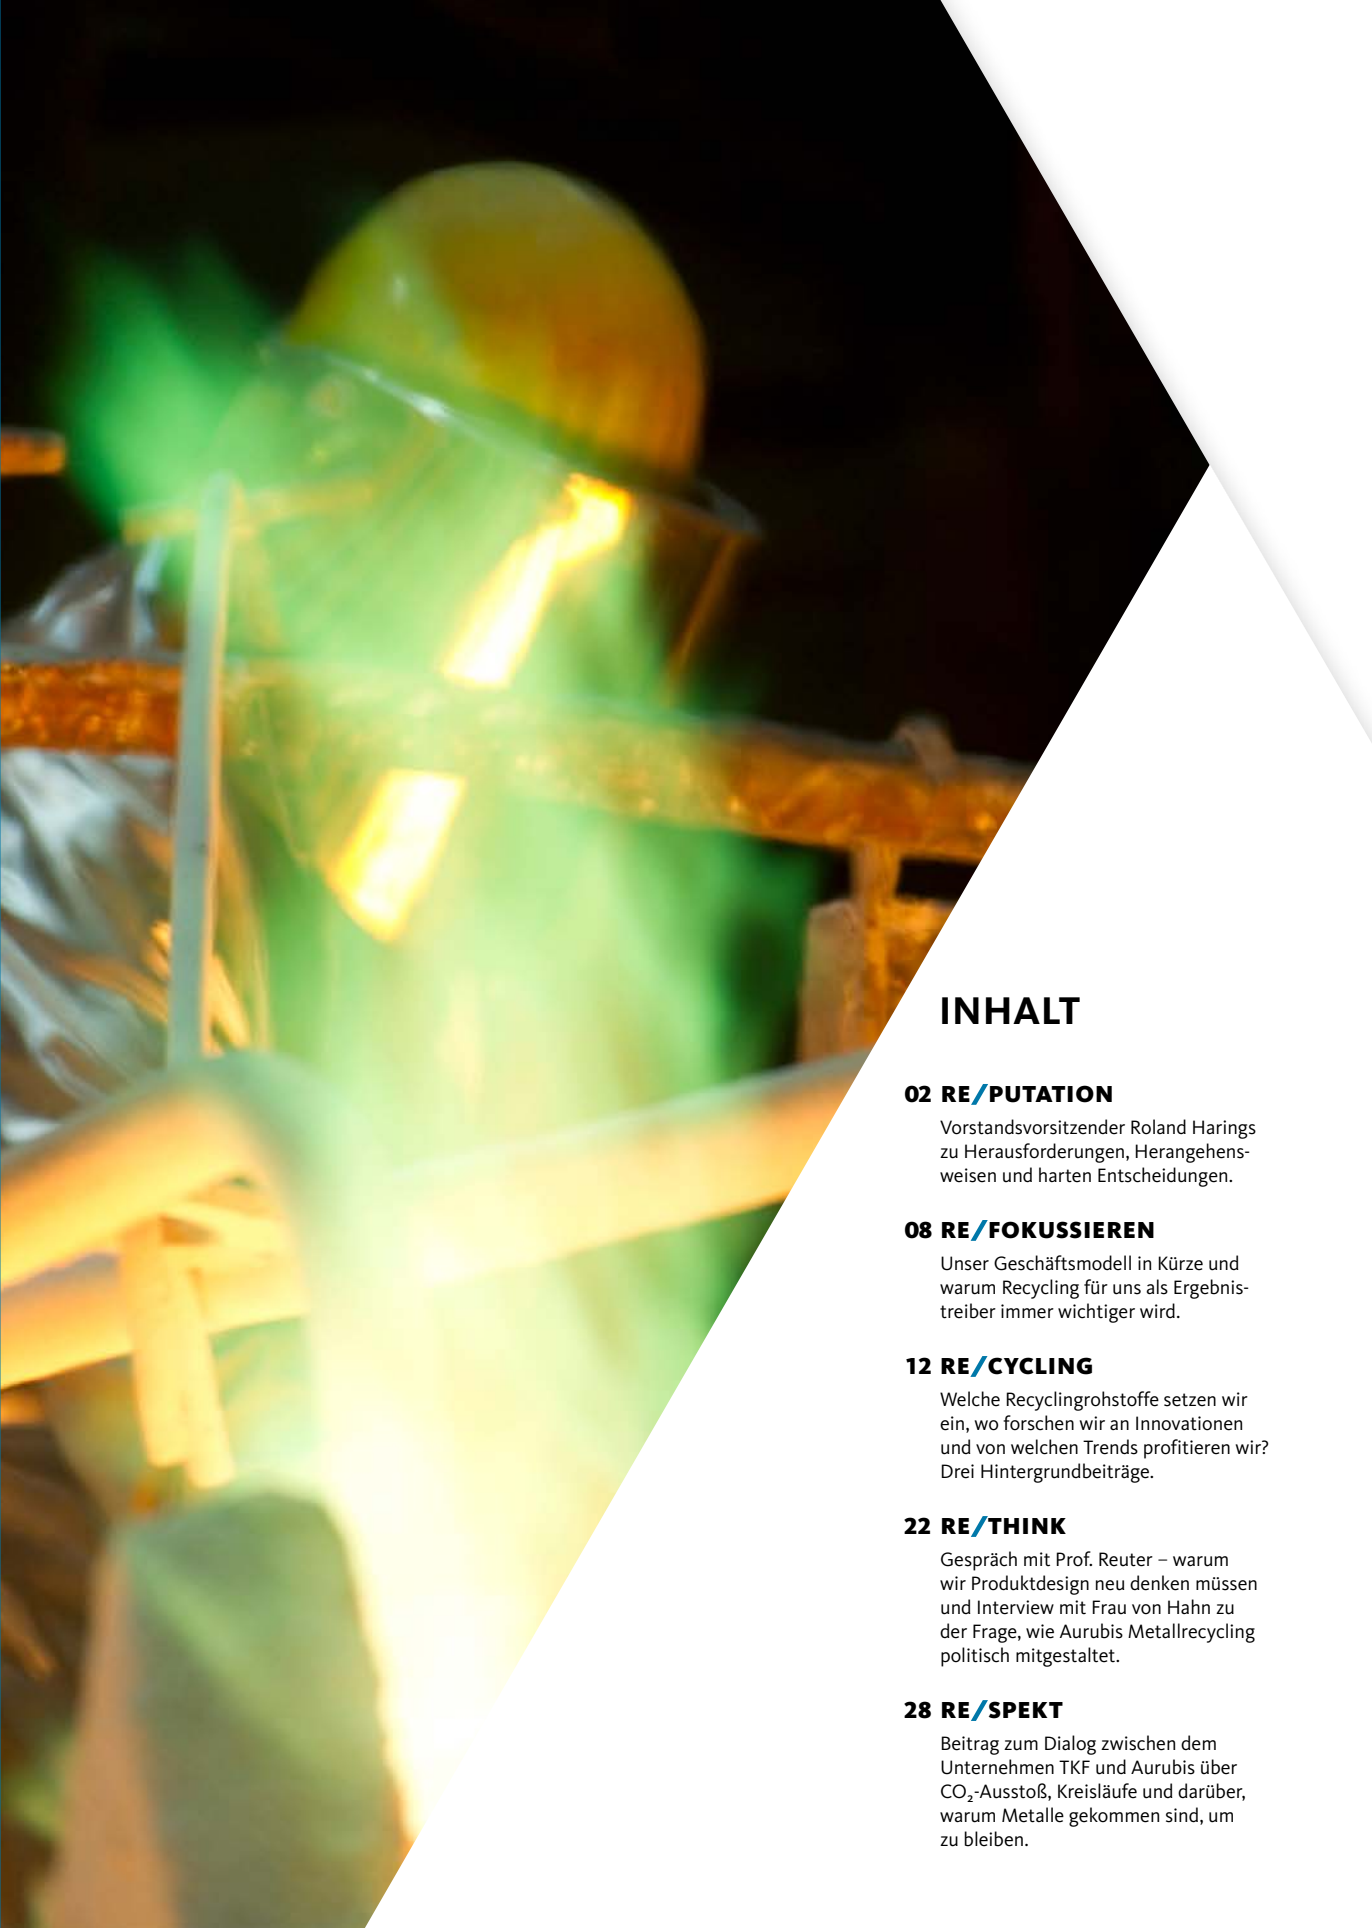 INHALT
02 RE/PUTATION
Vorstandsvorsitzender Roland Harings
zu Herausforderungen, Herangehens-
weisen und harten Entscheidungen.
08 RE/FOKUSSIEREN
Unser Geschäftsmodell in Kürze und
warum Recycling für uns als Ergebnis-
treiber immer wichtiger wird.
12 RE/CYCLING
Welche Recyclingrohstoffe setzen wir
ein, wo forschen wir an Innovationen
und von welchen Trends profitieren wir?
Drei Hintergrundbeiträge.
22 RE/THINK
Gespräch mit Prof. Reuter – warum
wir Produktdesign neu denken müssen
und Interview mit Frau von Hahn zu
der Frage, wie Aurubis Metallrecycling
politisch mitgestaltet.
28 RE/SPEKT
Beitrag zum Dialog zwischen dem
Unternehmen TKF und Aurubis über
CO₂-Ausstoß, Kreisläufe und darüber,
warum Metalle gekommen sind, um
zu bleiben.